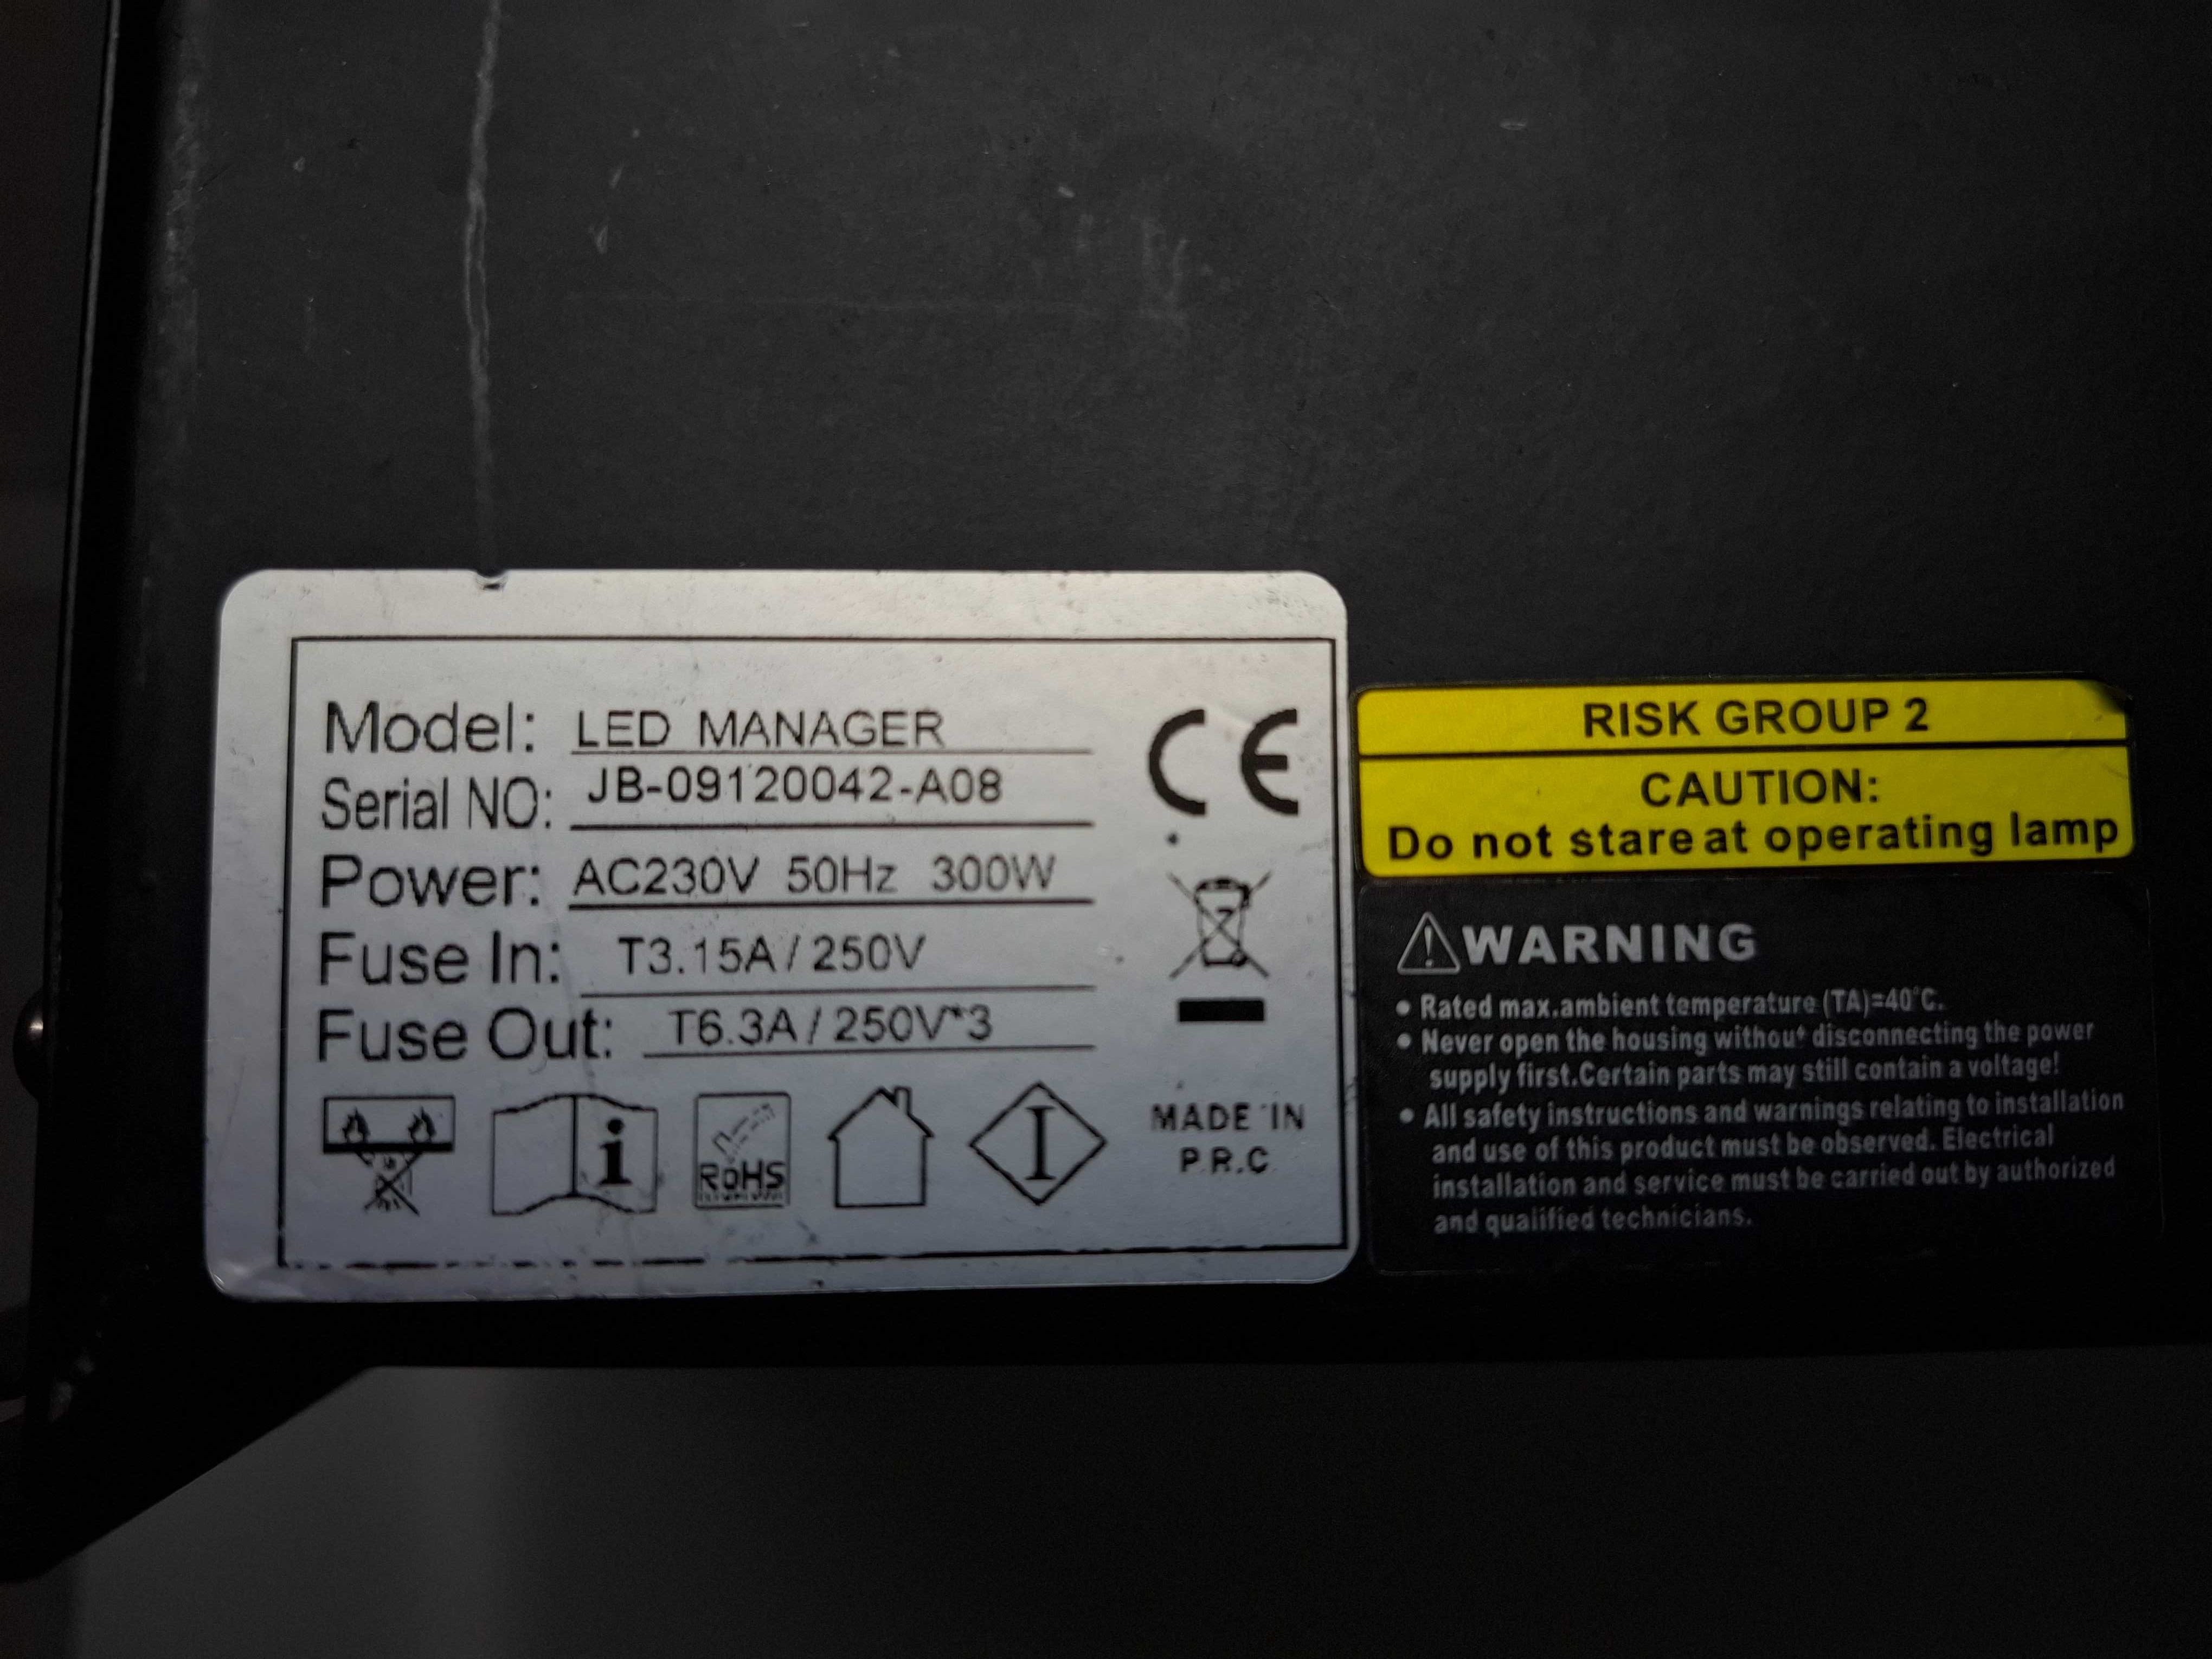 Model: LED MANAGER
Serial NO: JB-09120042-A08
Power: AC230V 50Hz 300W
Fuse In: T3.15A/250V
Fuse Out: T6.3A/250V*3
CE
i
RoHS
I
MADE IN
P.R.C
RISK GROUP 2
CAUTION:
Do not stare at operating lamp
WARNING
• Rated max.ambient temperature (TA)=40°C.
• Never open the housing without disconnecting the power
supply first.Certain parts may still contain a voltage!
• All safety instructions and warnings relating to installation
and use of this product must be observed. Electrical
installation and service must be carried out by authorized
and qualified technicians.